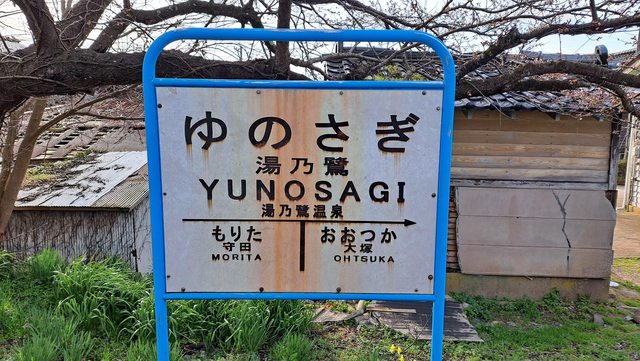 ゆのさぎ
湯乃鷺
YUNOSAGI
湯乃鷺温泉
もりた おおつか
守田 大塚
MORITA OHTSUKA